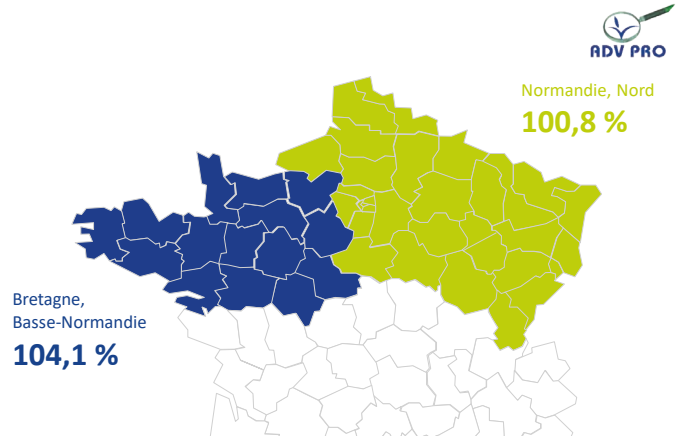 ADV PRO
Normandie, Nord
100,8 %
Bretagne,
Basse-Normandie
104,1 %